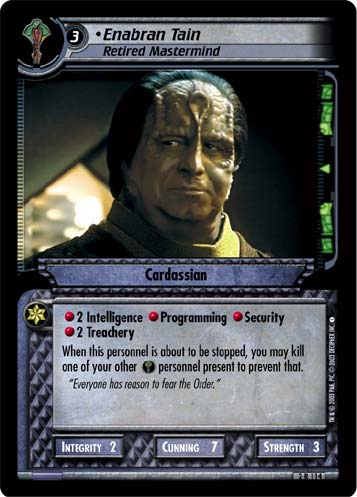 3
•Enabran Tain
Retired Mastermind
Cardassian
2 Intelligence Programming Security
2 Treachery
When this personnel is about to be stopped, you may kill
one of your other personnel present to prevent that.
"Everyone has reason to fear the Order."
INTEGRITY 2 CUNNING 7 STRENGTH 3